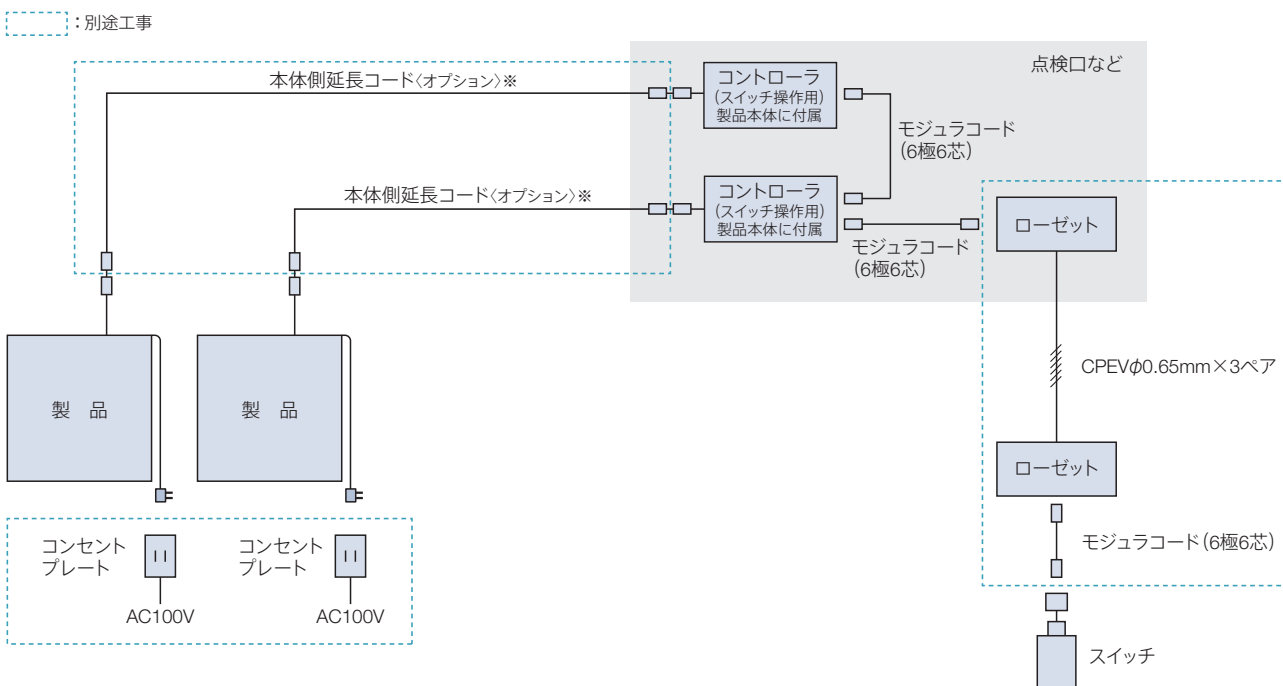 ：別途工事
点検口など
本体側延長コード〈オプション〉※
コントローラ
(スイッチ操作用)
製品本体に付属
モジュラコード
(6極6芯)
本体側延長コード〈オプション〉※
コントローラ
(スイッチ操作用)
製品本体に付属
モジュラコード
(6極6芯)
ローゼット
CPEVφ0.65mm×3ペア
製　品
製　品
ローゼット
モジュラコード(6極6芯)
コンセント
プレート
AC100V
コンセント
プレート
AC100V
スイッチ